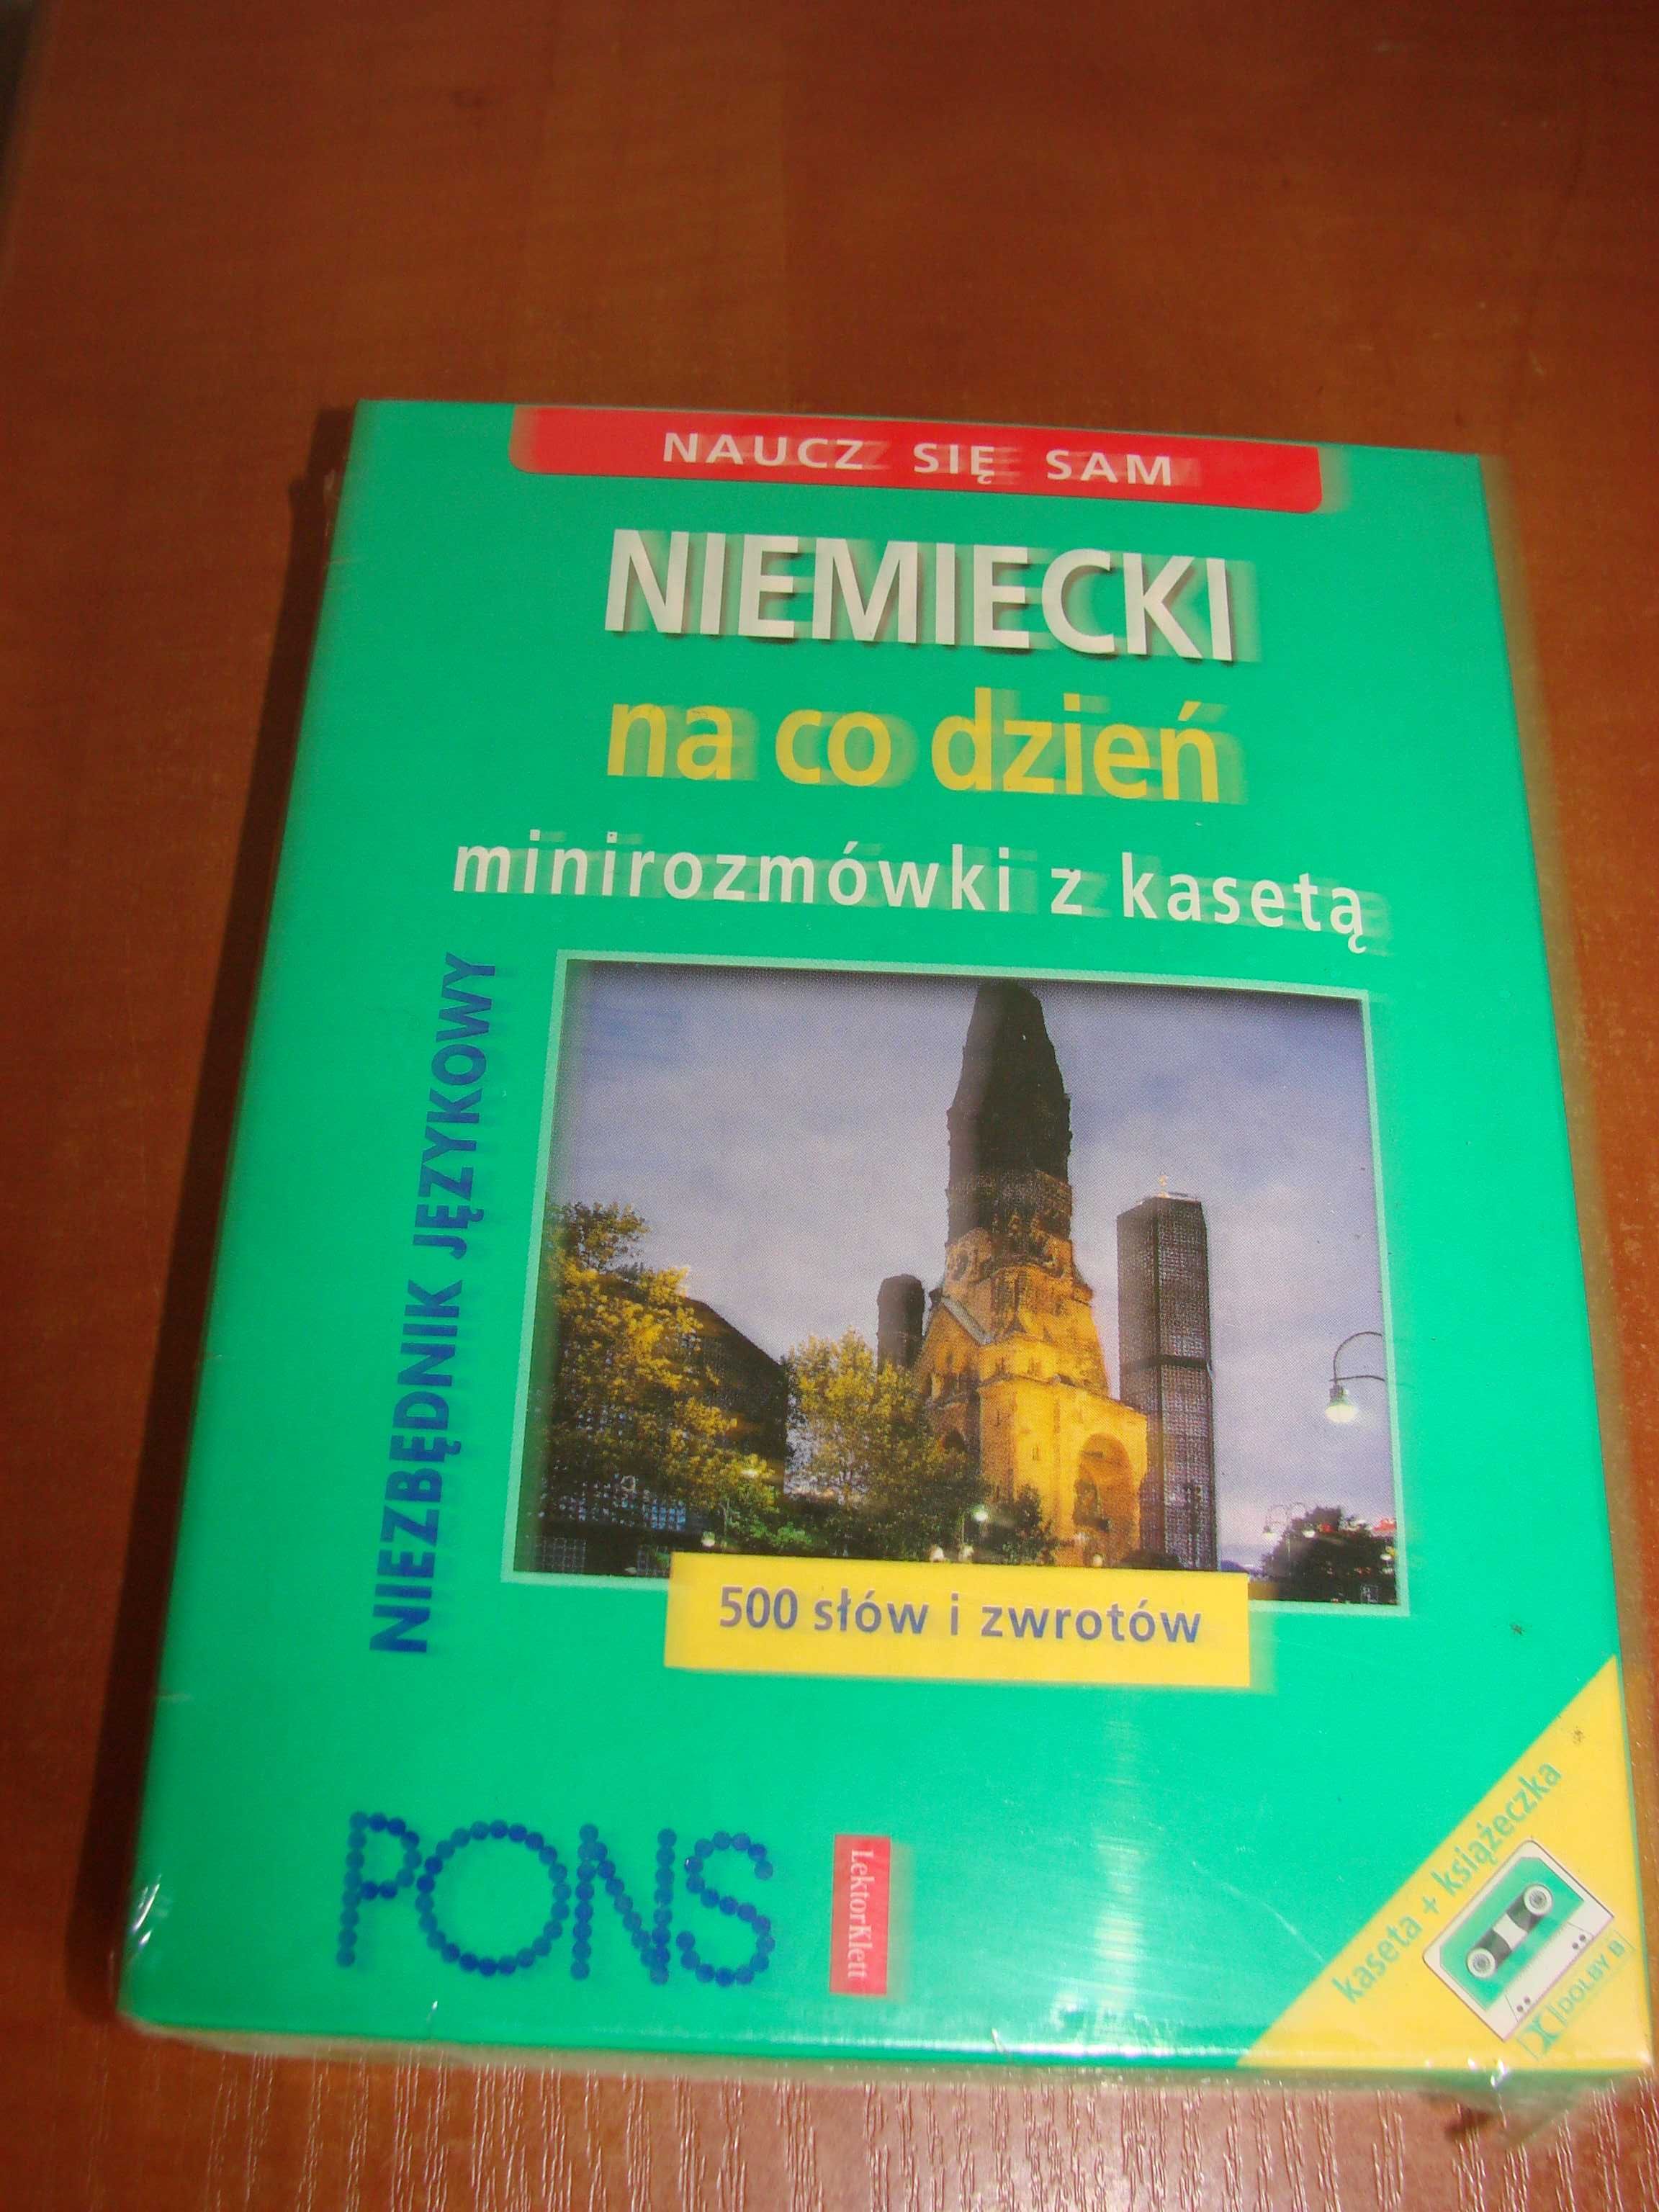 NAUCZ SIĘ SAM
NIEMIECKI
na co dzień
minirozmówki z kasetą
NIEZBĘDNIK JĘZYKOWY
500 słów i zwrotów
PONS
LektorKlett
kaseta + książeczka
DOLBY B